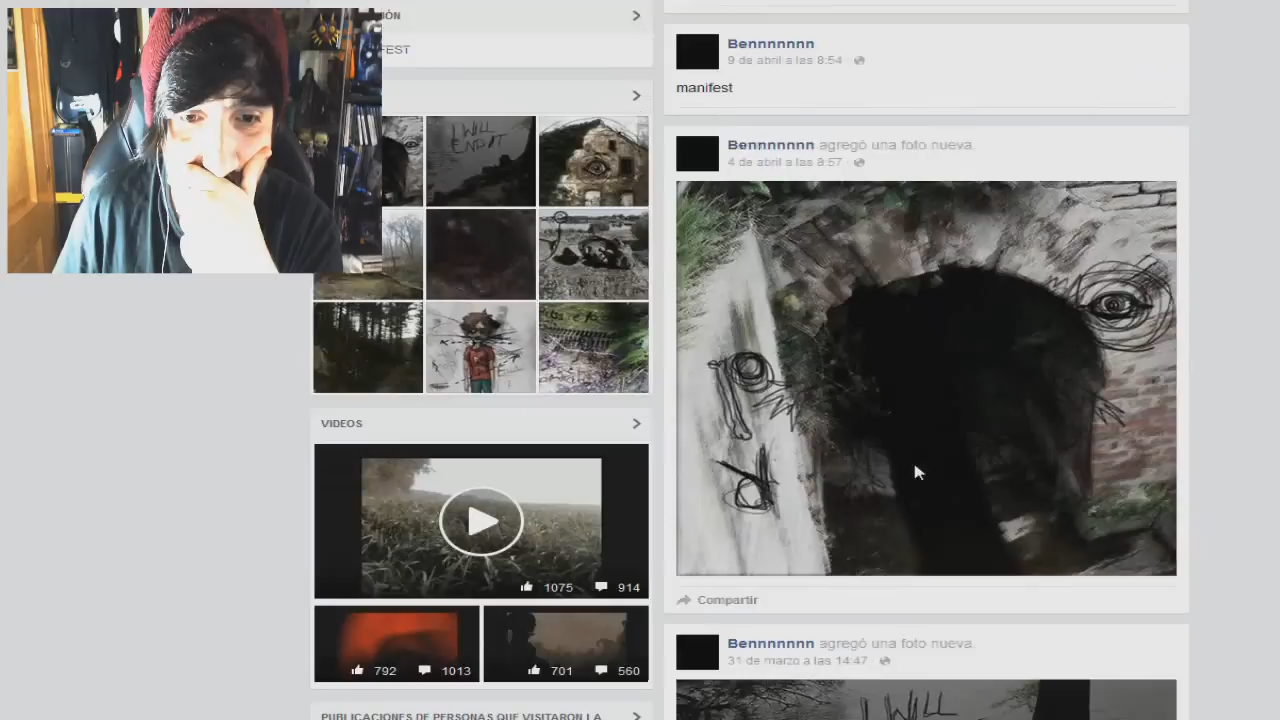 IÓN
FEST
I WILL
END IT
VIDEOS
1075
914
792
1013
701
560
PUBLICACIONES DE PERSONAS QUE VISITARON LA
Bennnnnnn
9 de abril a las 8:54
manifest
Bennnnnnn agregó una foto nueva.
4 de abril a las 8:57
Compartir
Bennnnnnn agregó una foto nueva.
31 de marzo a las 14:47
I WILL